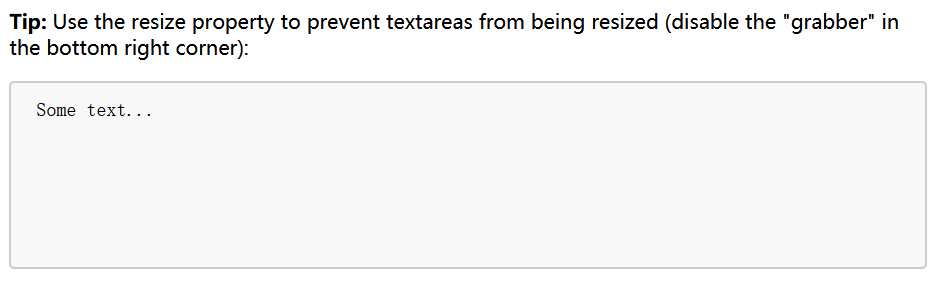 Tip: Use the resize property to prevent textareas from being resized (disable the "grabber" in
the bottom right corner):
Some text...